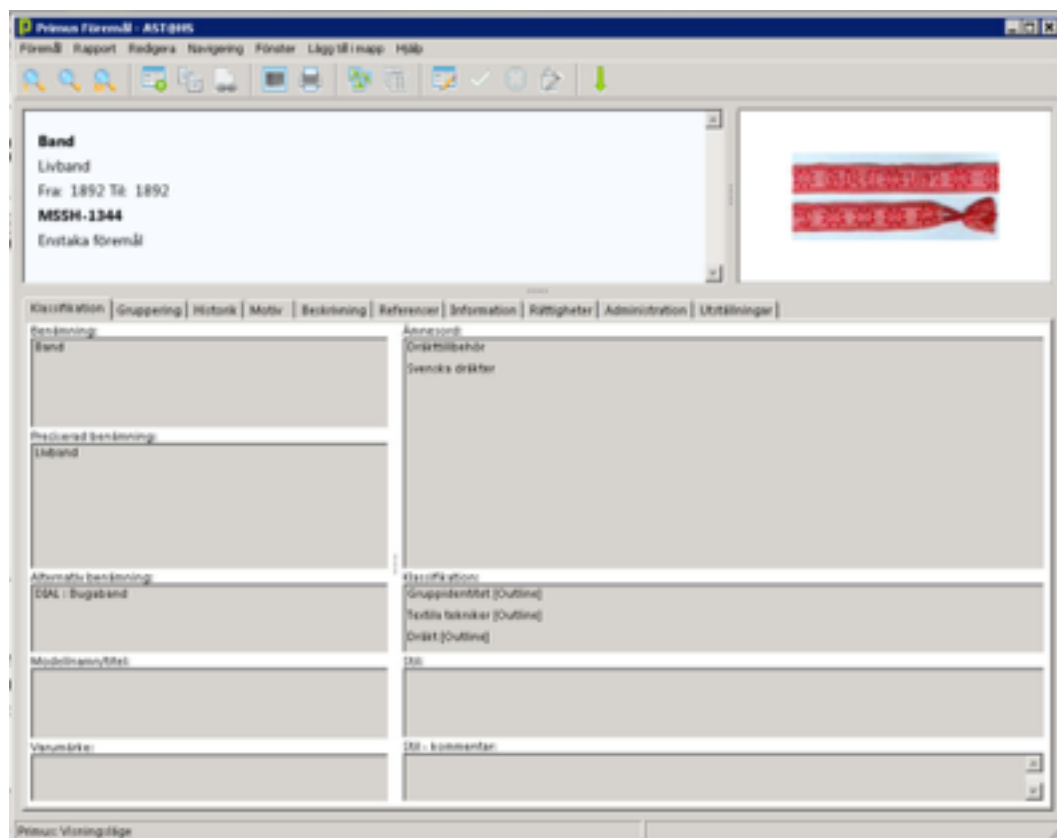 Primus Föremål - AST@HS
Föremål Rapport Redigera Navigering Fönster Lägg till i mapp Hjälp
Band
Livband
Fra: 1892 Til: 1892
MSSH-1344
Enstaka föremål
Klassifikation Gruppering Historik Motiv Beskrivning Referencer Information Rättigheter Administration Utställningar
Benämning:
Band
Ämnesord:
Dräkttillbehör
Svenska dräkter
Preciserad benämning:
Livband
Alternativ benämning:
DIAL : Bugaband
Klassifikation:
Gruppidentitet [Outline]
Textila tekniker [Outline]
Dräkt [Outline]
Modellnamn/titel:
Stil:
Varumärke:
Stil - kommentar:
Primus: Visningsläge